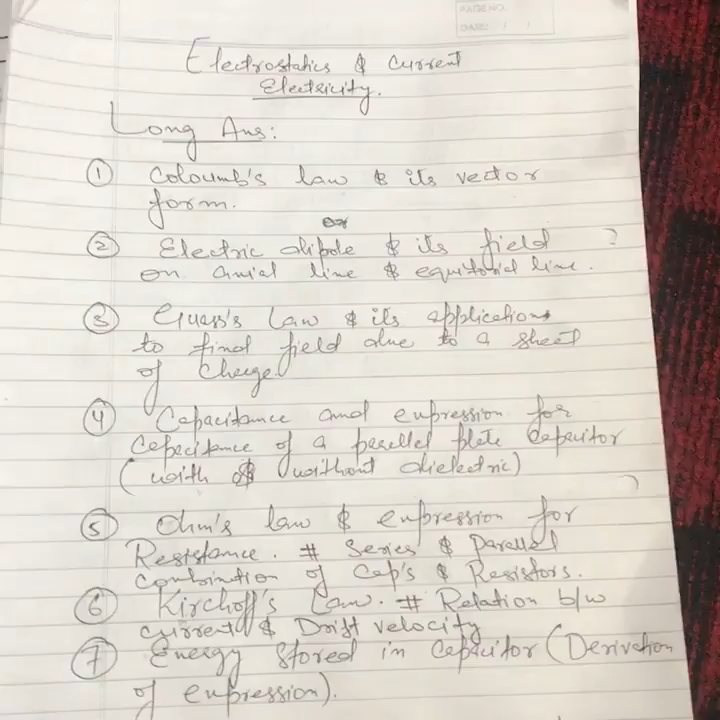 PAGE NO.
DATE: / /
Electrostatics & Current
Electricity.
Long Ans:
① Coloumb's law & its vector
form.
or
② Electric dipole & its field ?
on axial line & equitorial line.
③ Guass's Law & its applications
to find field due to a sheet
of charge
④ Capacitance and expression for
capacitance of a parallel plate capacitor
(with & without dielectric)
⑤ Ohm's law & expression for
Resistance. # Series & Parallel
combination of Cap's & Resistors.
⑥ Kirchoff's Law. # Relation b/w
current & Drift velocity
⑦ Energy stored in capacitor (Derivation
of expression).